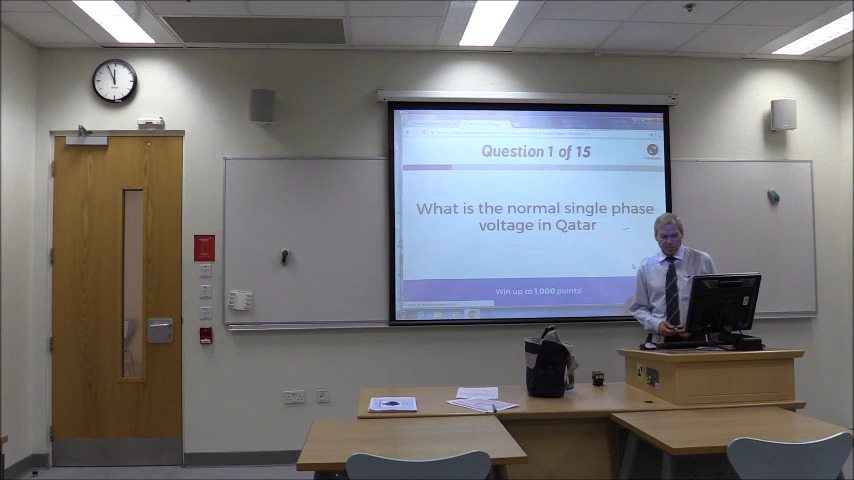 Question 1 of 15
What is the normal single phase
voltage in Qatar
Win up to 1,000 points!